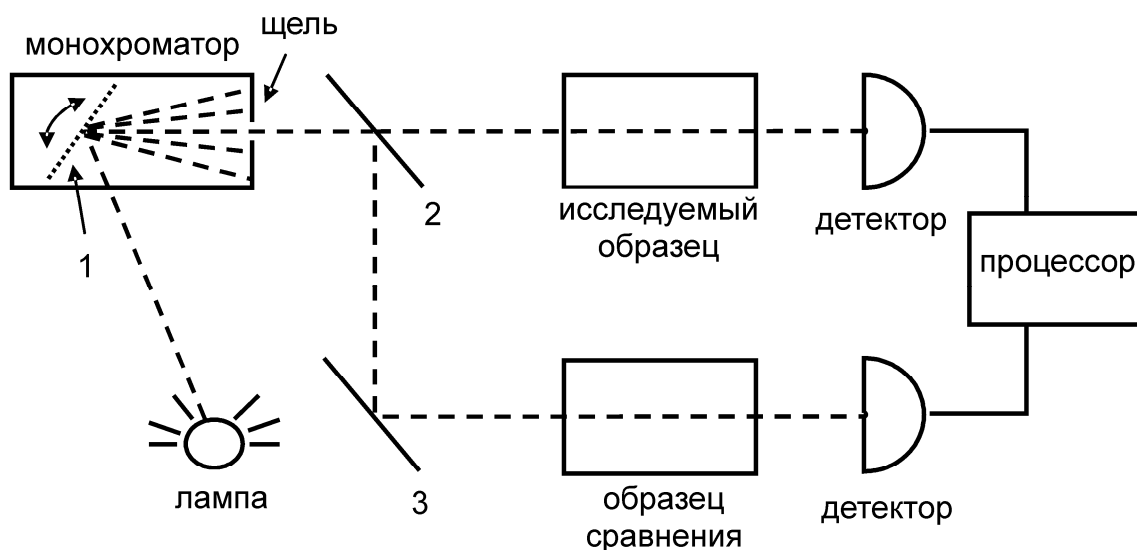 щель
монохроматор
1
2
исследуемый
образец
детектор
процессор
лампа
3
образец
сравнения
детектор